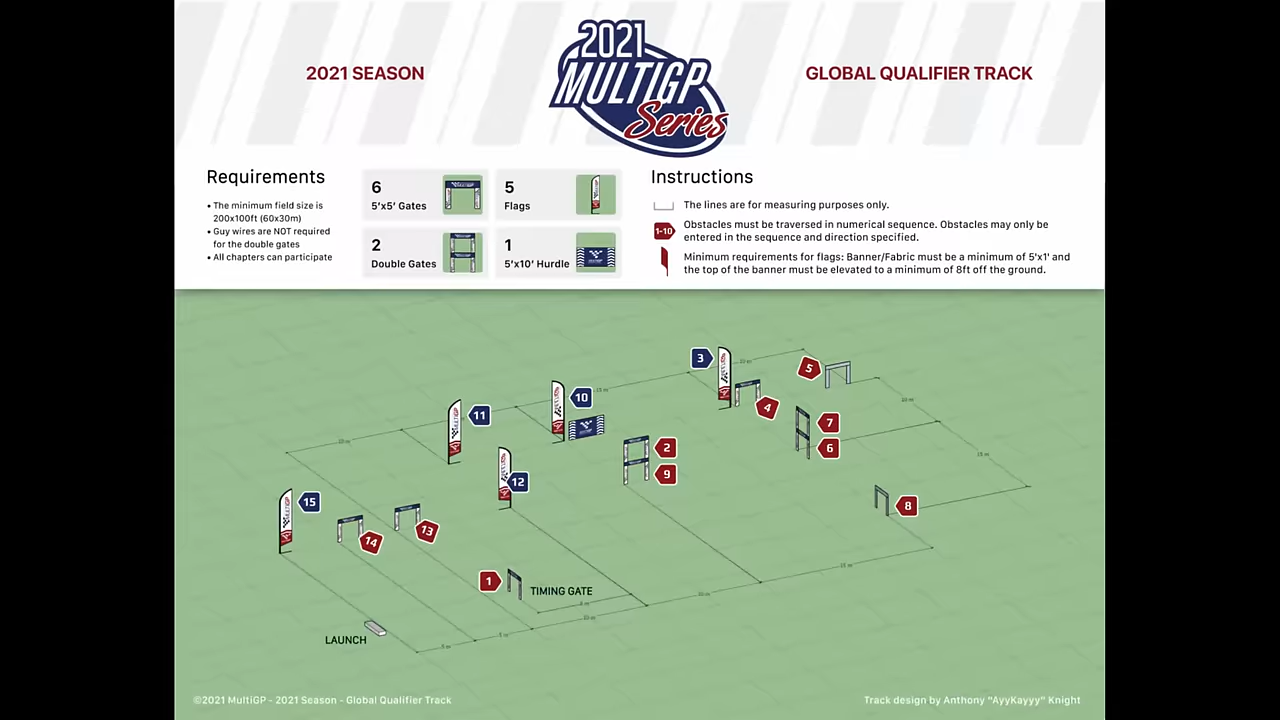 2021 SEASON
2021
MULTIGP
Series
GLOBAL QUALIFIER TRACK
Requirements
• The minimum field size is
200x100ft (60x30m)
• Guy wires are NOT required
for the double gates
• All chapters can participate
6
5'x5' Gates
5
Flags
2
Double Gates
1
5'x10' Hurdle
Instructions
The lines are for measuring purposes only.
1-10
Obstacles must be traversed in numerical sequence. Obstacles may only be
entered in the sequence and direction specified.
Minimum requirements for flags: Banner/Fabric must be a minimum of 5'x1' and
the top of the banner must be elevated to a minimum of 8ft off the ground.
3
5
4
10
11
7
6
2
9
12
15
8
13
14
1
TIMING GATE
LAUNCH
©2021 MultiGP - 2021 Season - Global Qualifier Track
Track design by Anthony "AyyKayyy" Knight